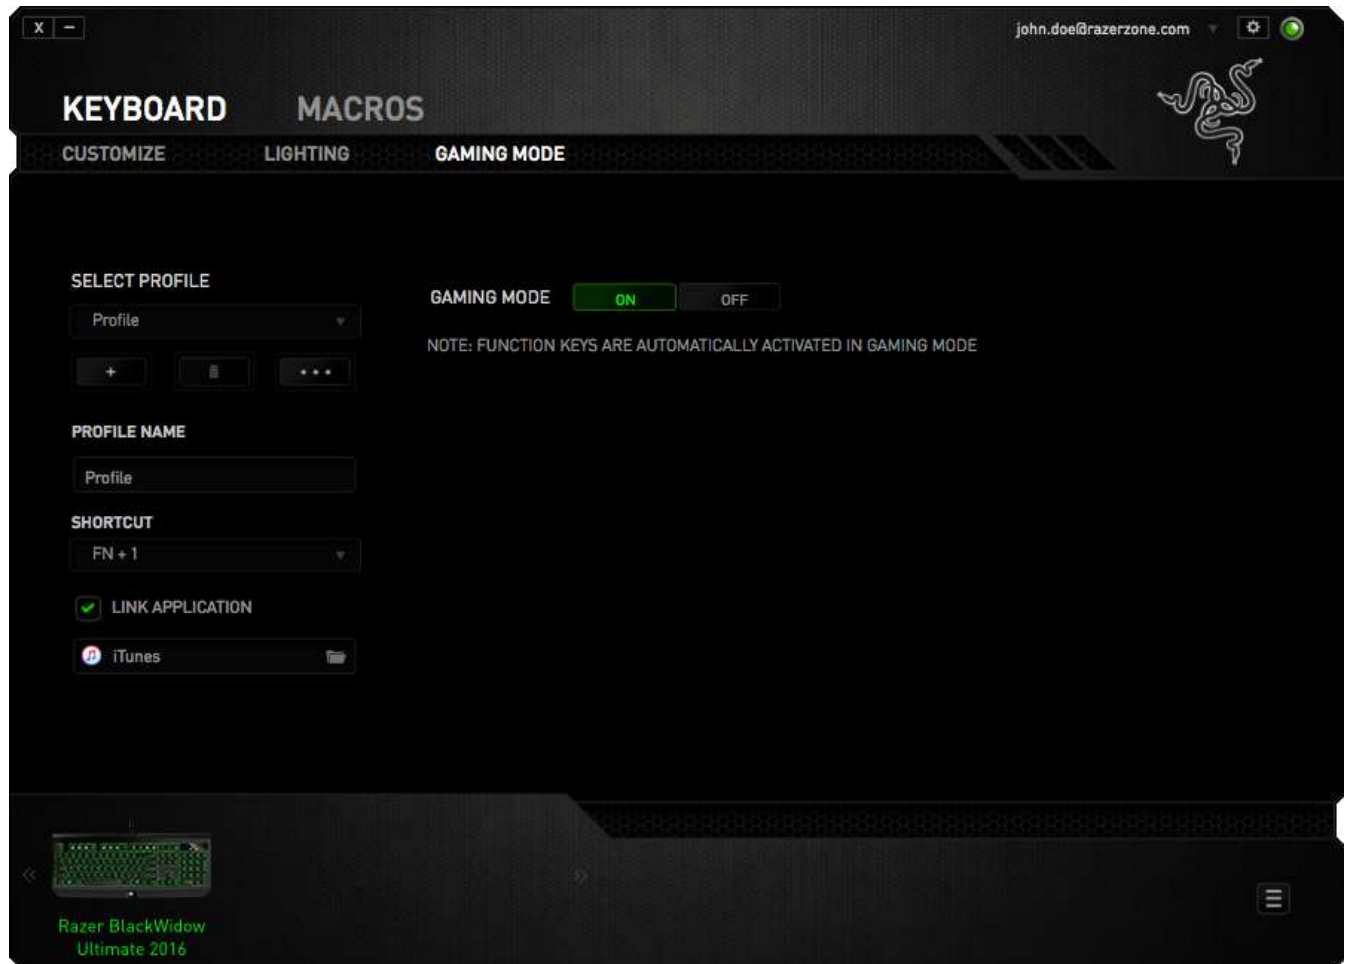 X −
john.doe@razerzone.com
KEYBOARD MACROS
CUSTOMIZE LIGHTING GAMING MODE
SELECT PROFILE
Profile
+ •••
PROFILE NAME
Profile
SHORTCUT
FN + 1
LINK APPLICATION
iTunes
GAMING MODE ON OFF
NOTE: FUNCTION KEYS ARE AUTOMATICALLY ACTIVATED IN GAMING MODE
Razer BlackWidow
Ultimate 2016